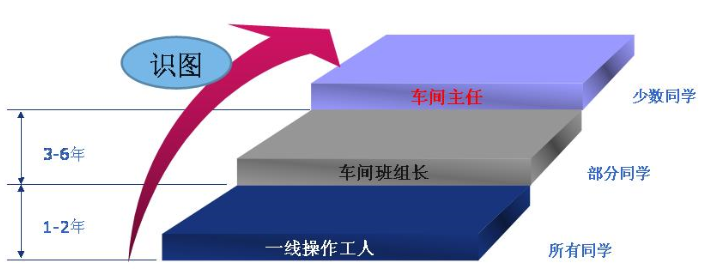 识图
车间主任
少数同学
3-6年
车间班组长
部分同学
1-2年
一线操作工人
所有同学